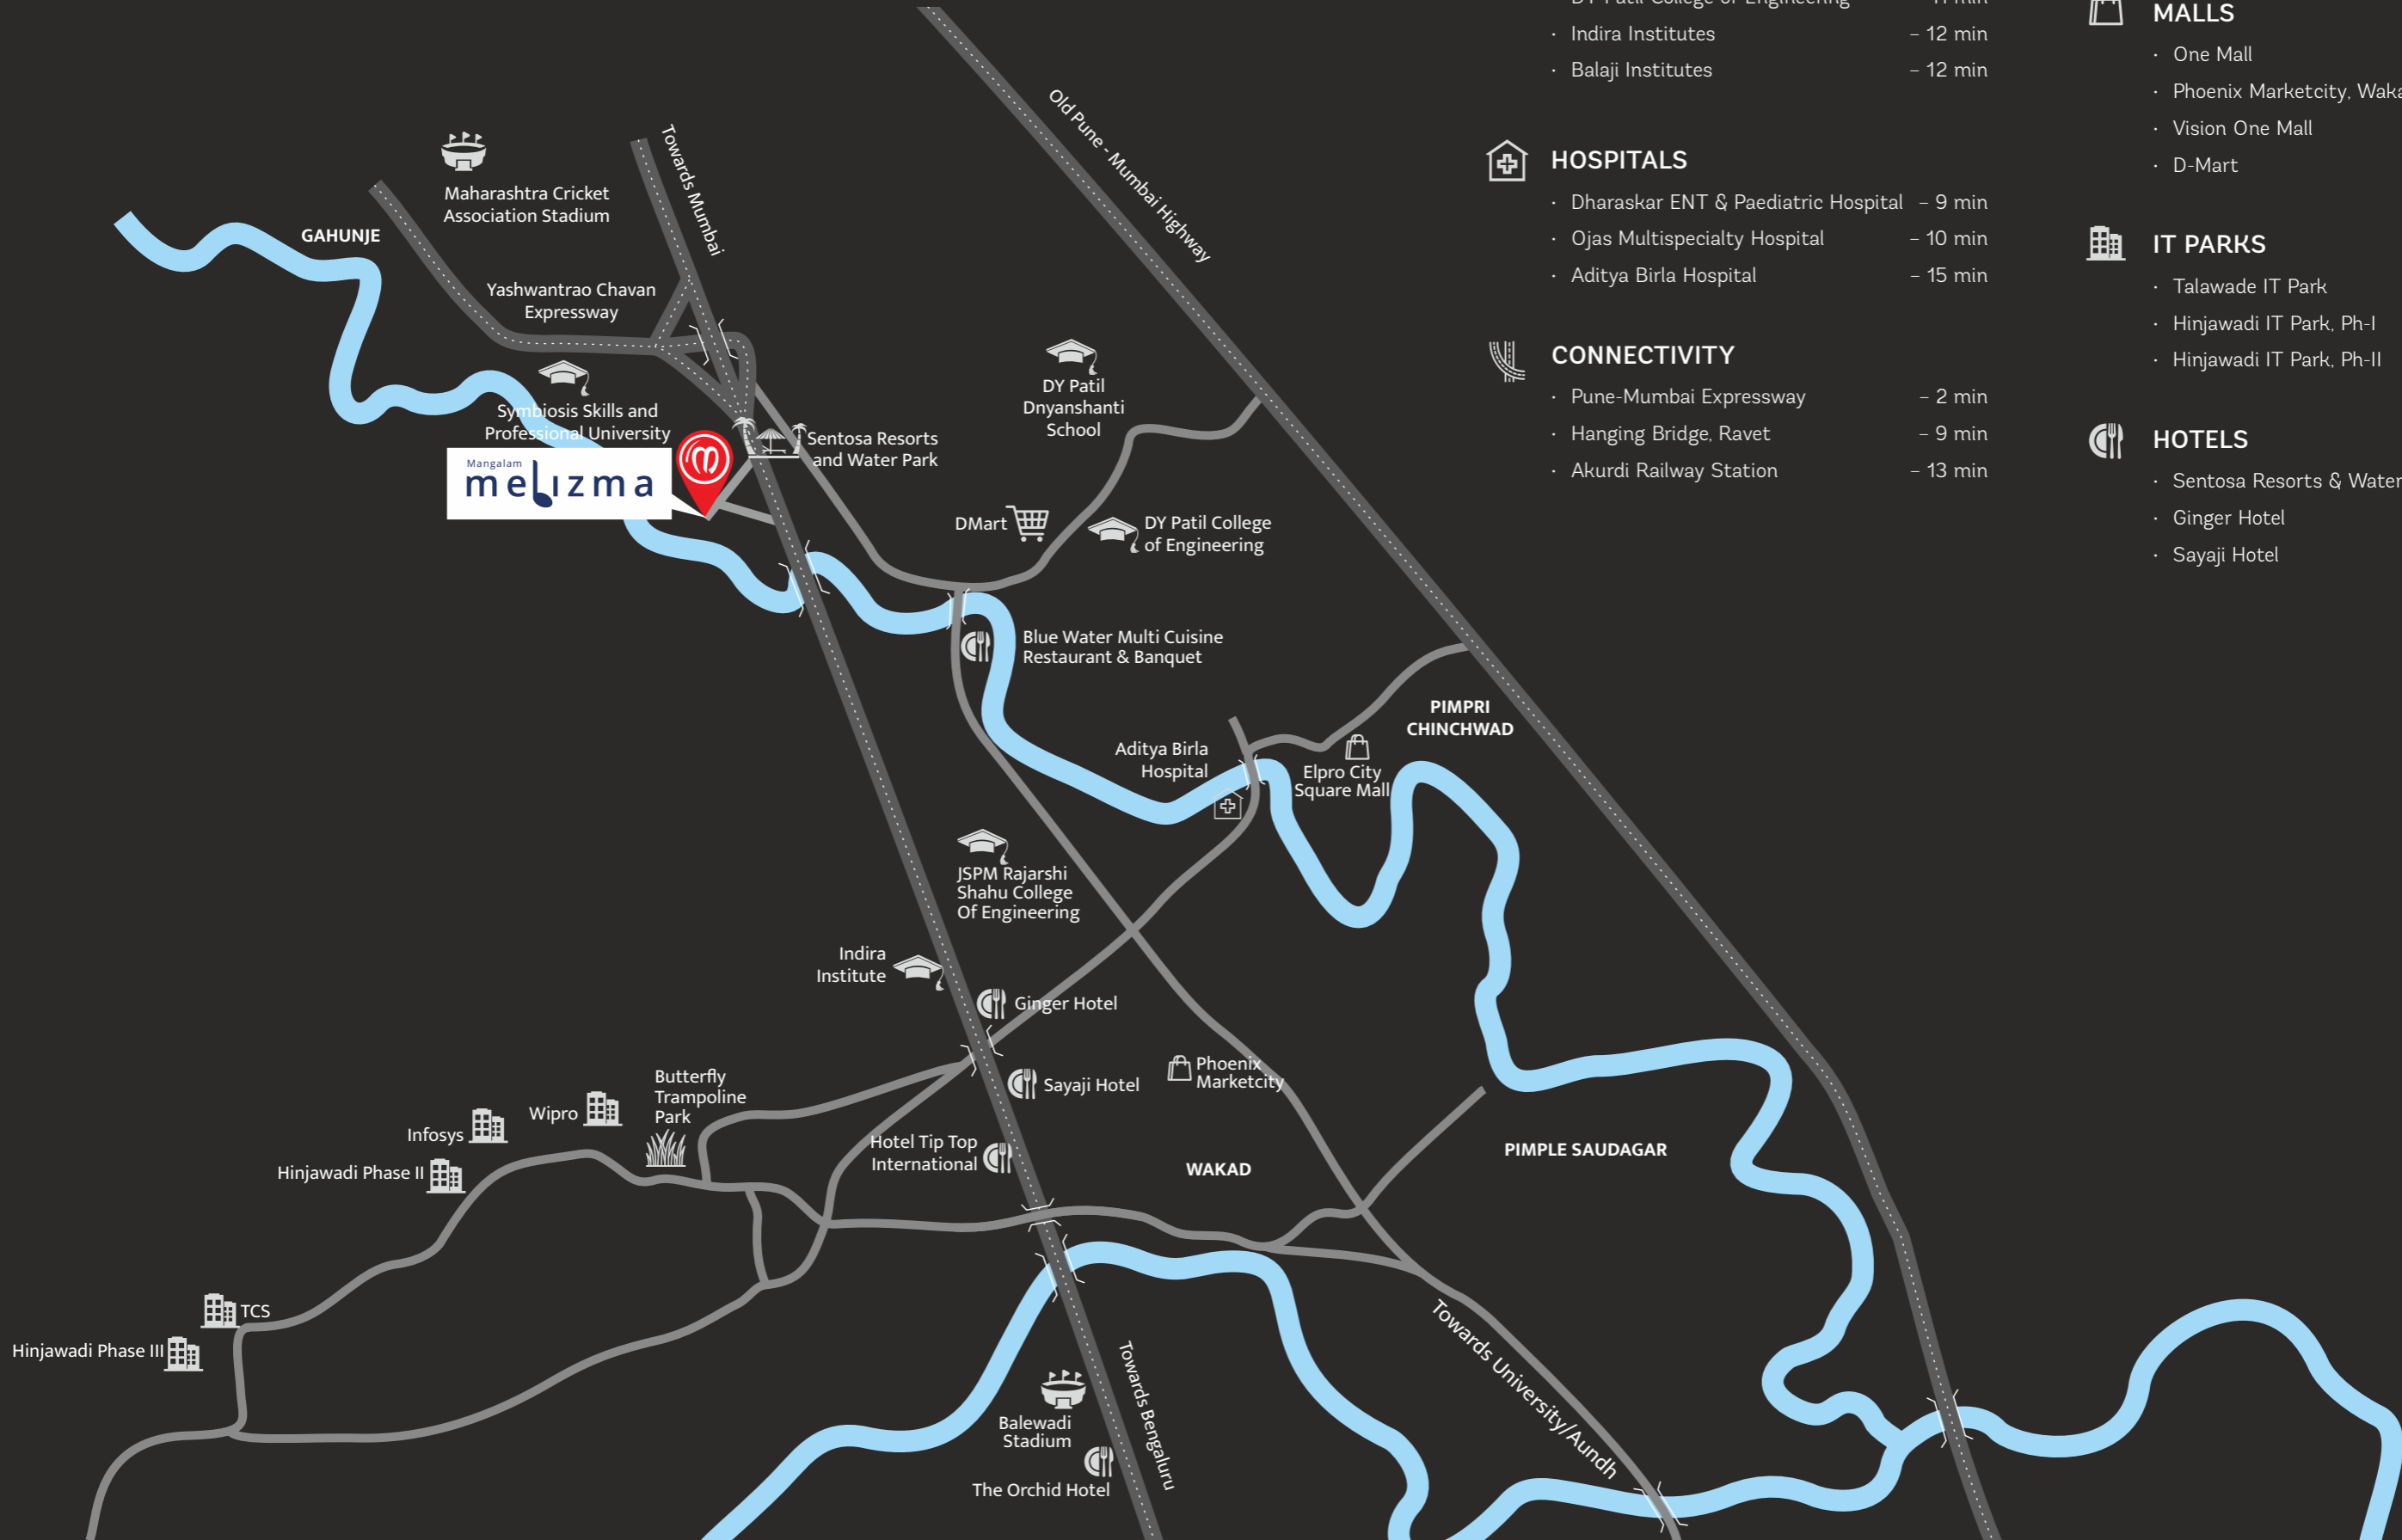 DY Patil College of Engineering - 11 min
· Indira Institutes – 12 min
· Balaji Institutes – 12 min
HOSPITALS
· Dharaskar ENT & Paediatric Hospital – 9 min
· Ojas Multispecialty Hospital – 10 min
· Aditya Birla Hospital – 15 min
CONNECTIVITY
· Pune-Mumbai Expressway – 2 min
· Hanging Bridge, Ravet – 9 min
· Akurdi Railway Station – 13 min
MALLS
· One Mall
· Phoenix Marketcity, Waka
· Vision One Mall
· D-Mart
IT PARKS
· Talawade IT Park
· Hinjawadi IT Park, Ph-I
· Hinjawadi IT Park, Ph-II
HOTELS
· Sentosa Resorts & Water
· Ginger Hotel
· Sayaji Hotel
Old Pune - Mumbai Highway
Towards Mumbai
Maharashtra Cricket
Association Stadium
GAHUNJE
Yashwantrao Chavan
Expressway
Symbiosis Skills and
Professional University
Mangalam
melizma
m
Sentosa Resorts
and Water Park
DY Patil
Dnyanshanti
School
DMart
DY Patil College
of Engineering
Blue Water Multi Cuisine
Restaurant & Banquet
PIMPRI
CHINCHWAD
Aditya Birla
Hospital
Elpro City
Square Mall
JSPM Rajarshi
Shahu College
Of Engineering
Indira
Institute
Ginger Hotel
Sayaji Hotel
Phoenix
Marketcity
Butterfly
Trampoline
Park
Wipro
Infosys
Hinjawadi Phase II
Hotel Tip Top
International
WAKAD
PIMPLE SAUDAGAR
TCS
Hinjawadi Phase III
Towards University/Aundh
Towards Bengaluru
Balewadi
Stadium
The Orchid Hotel